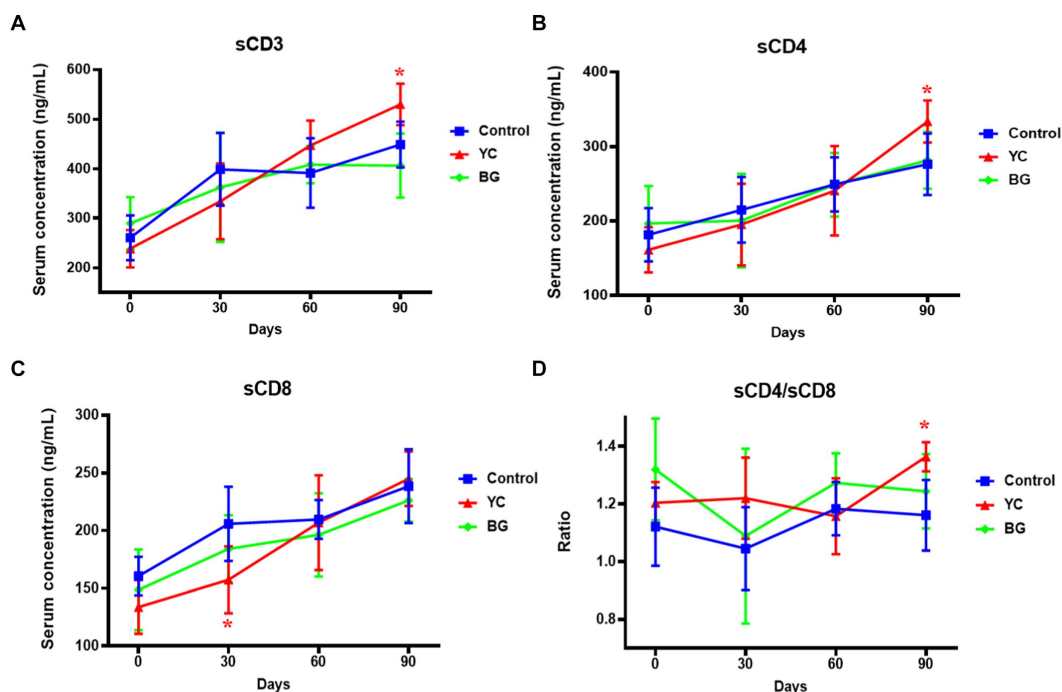 A
sCD3
Serum concentration (ng/mL)
600
500
400
300
200
0
30
60
90
Days
*
Control
YC
BG
B
sCD4
Serum concentration (ng/mL)
400
300
200
100
0
30
60
90
Days
*
Control
YC
BG
C
sCD8
Serum concentration (ng/mL)
300
250
200
150
100
0
30
60
90
Days
*
Control
YC
BG
D
sCD4/sCD8
Ratio
1.4
1.2
1.0
0.8
0
30
60
90
Days
*
Control
YC
BG